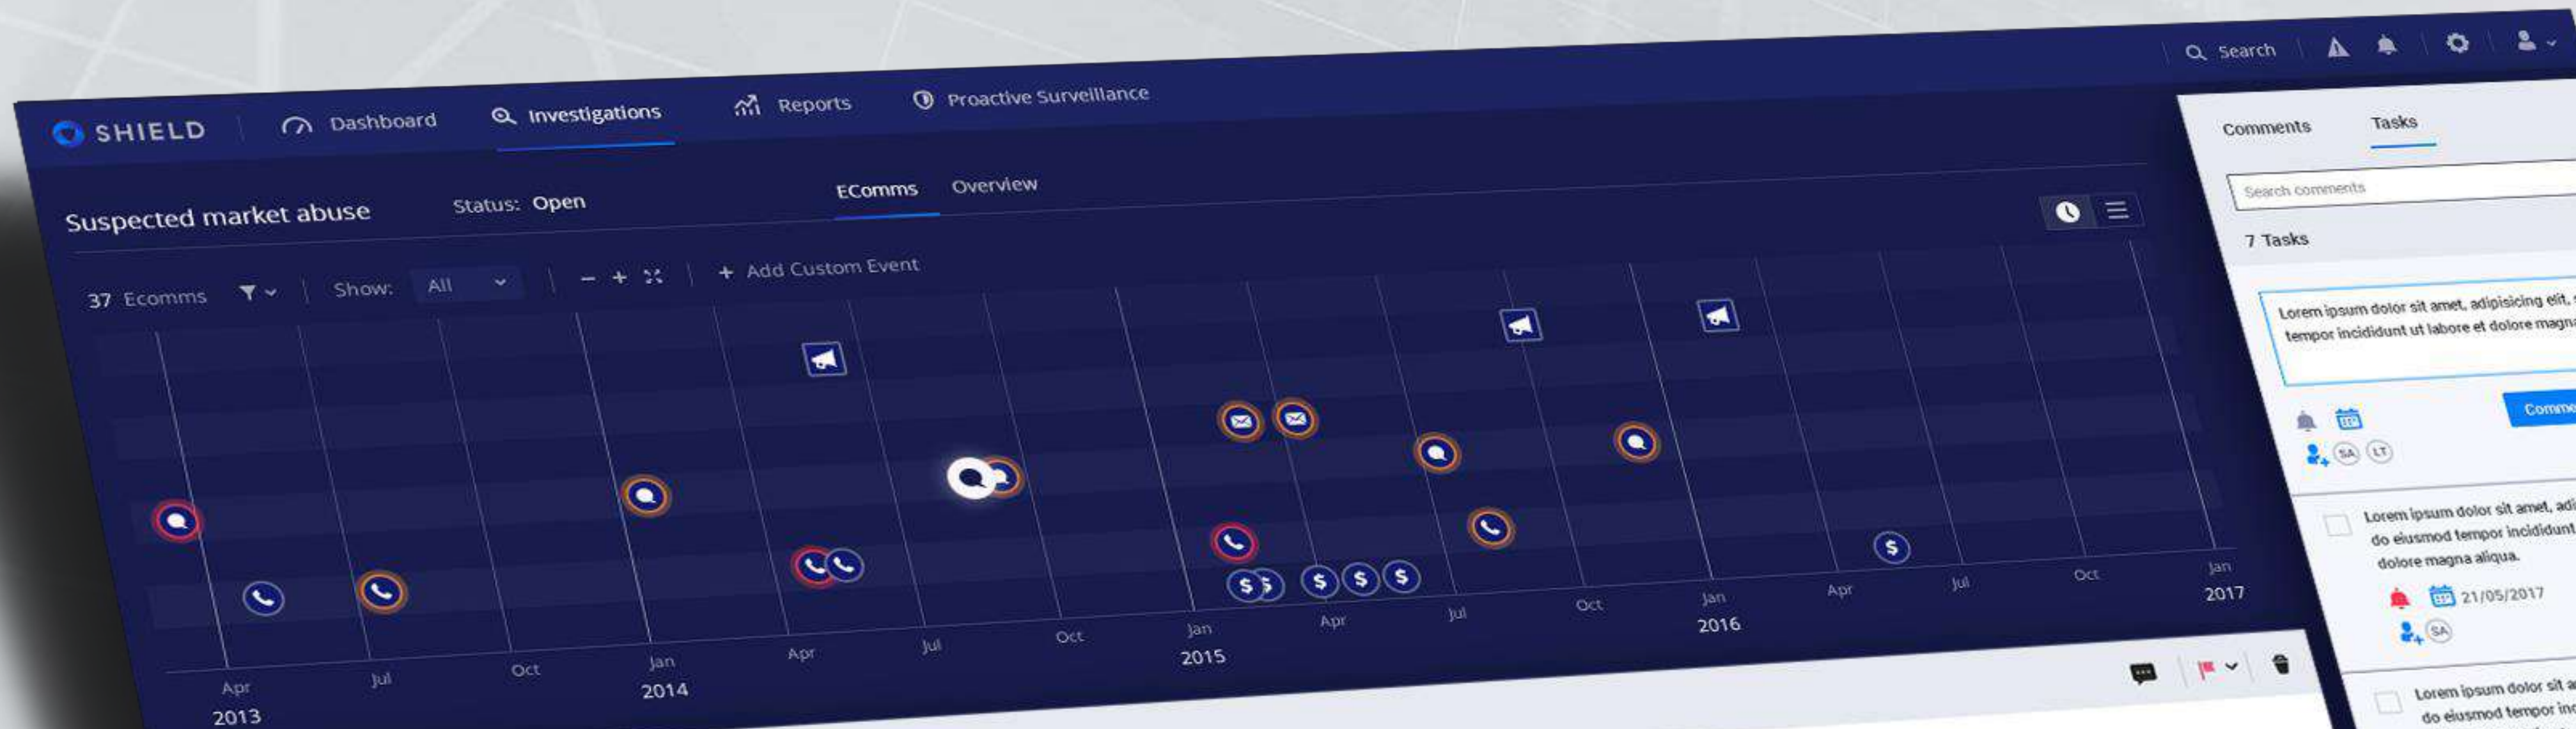 SHIELD Dashboard Investigations Reports Proactive Surveillance Search
Suspected market abuse Status: Open EComms Overview
37 Ecomms Show: All − + + Add Custom Event
$ $ $ $ $ $
Apr Jul Oct Jan Apr Jul Oct Jan Apr Jul Oct Jan Apr Jul Oct Jan
2013 2014 2015 2016 2017
Comments Tasks
Search comments
7 Tasks
Lorem ipsum dolor sit amet, adipisicing elit,
tempor incididunt ut labore et dolore magna
SA LT
Lorem ipsum dolor sit amet,
do eiusmod tempor incididunt
dolore magna aliqua.
21/05/2017
SA
Lorem ipsum dolor sit
do eiusmod tempor